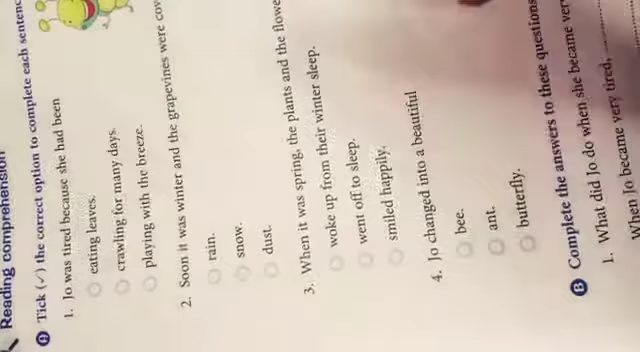 Reading comprehension
A Tick (✓) the correct option to complete each sentenc
1. Jo was tired because she had been
eating leaves.
crawling for many days.
playing with the breeze.
2. Soon it was winter and the grapevines were cov
rain.
snow.
dust.
3. When it was spring, the plants and the flowe
woke up from their winter sleep.
went off to sleep.
smiled happily.
4. Jo changed into a beautiful
bee.
ant.
butterfly.
B Complete the answers to these questions
1. What did Jo do when she became very
When Jo became very tired,